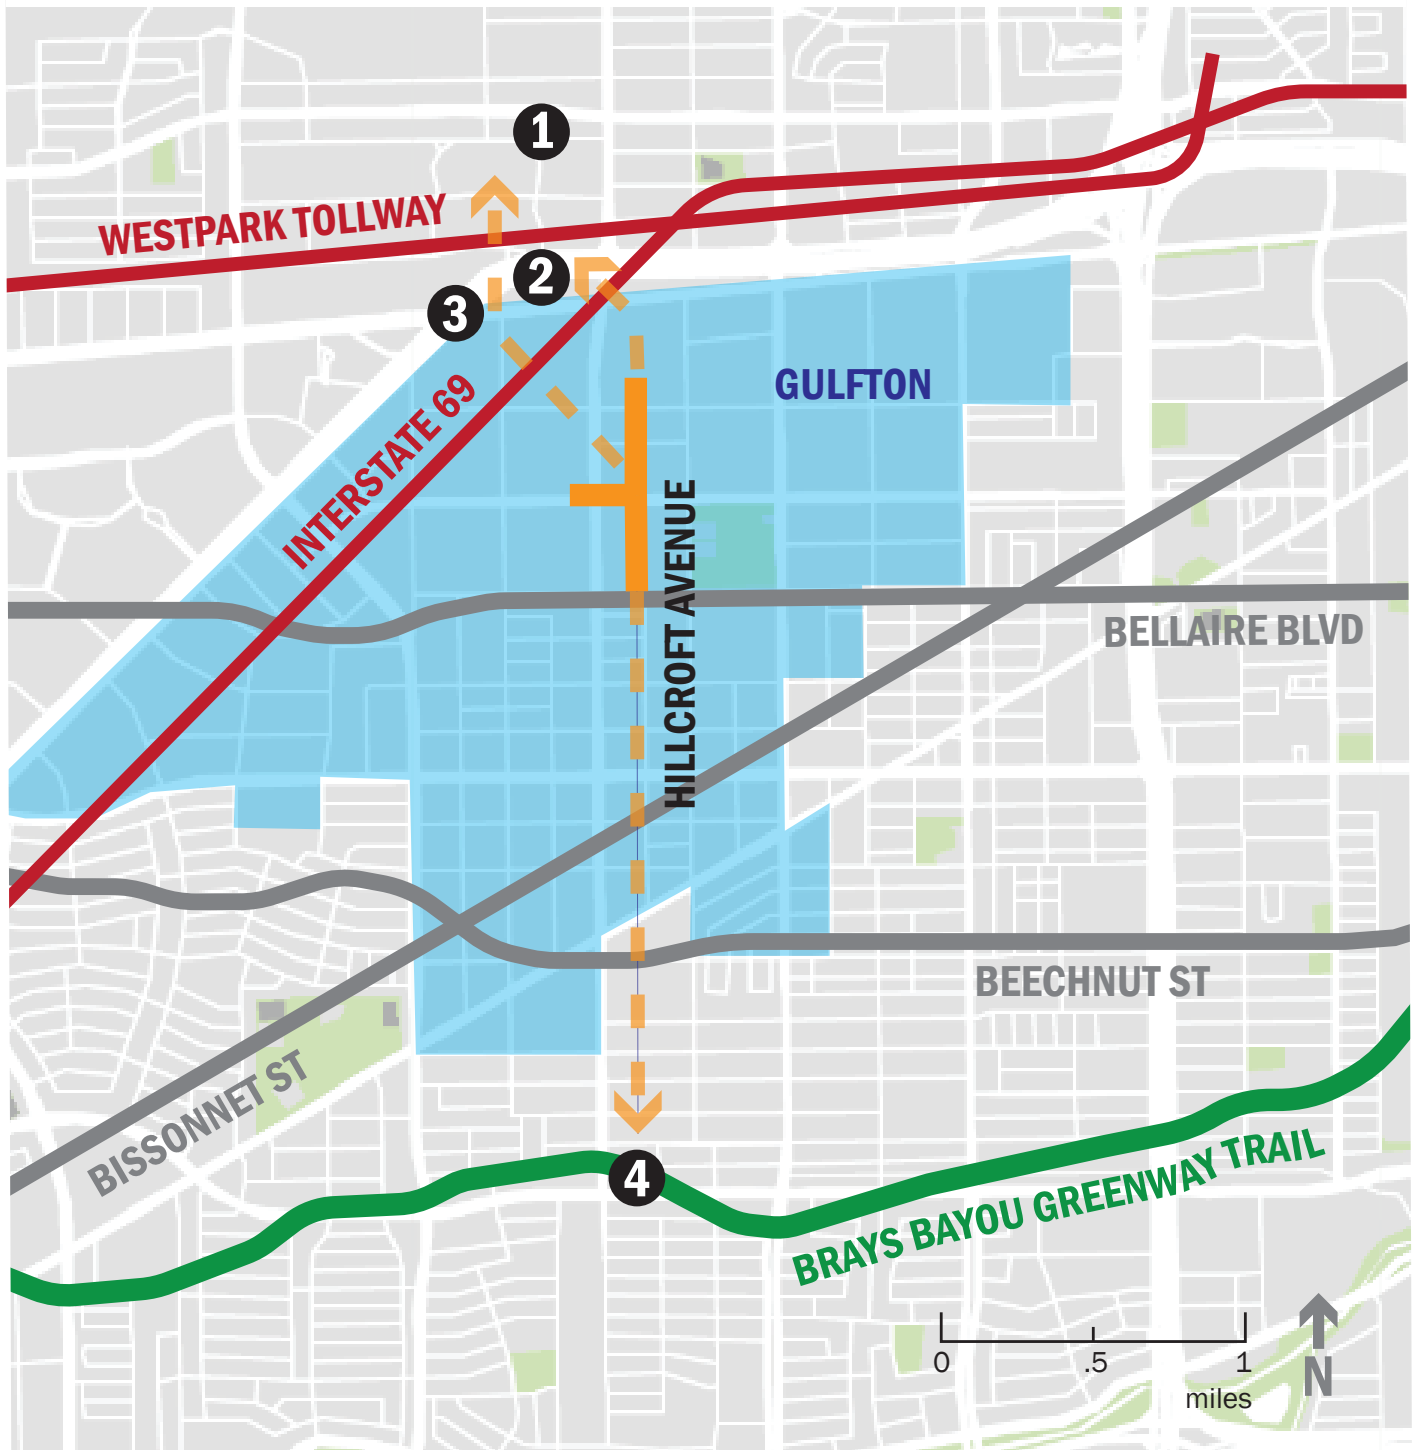 1
WESTPARK TOLLWAY
2
3
GULFTON
INTERSTATE 69
HILLCROFT AVENUE
BELLAIRE BLVD
BEECHNUT ST
BISSONNET ST
4
BRAYS BAYOU GREENWAY TRAIL
0 .5 1
miles
N